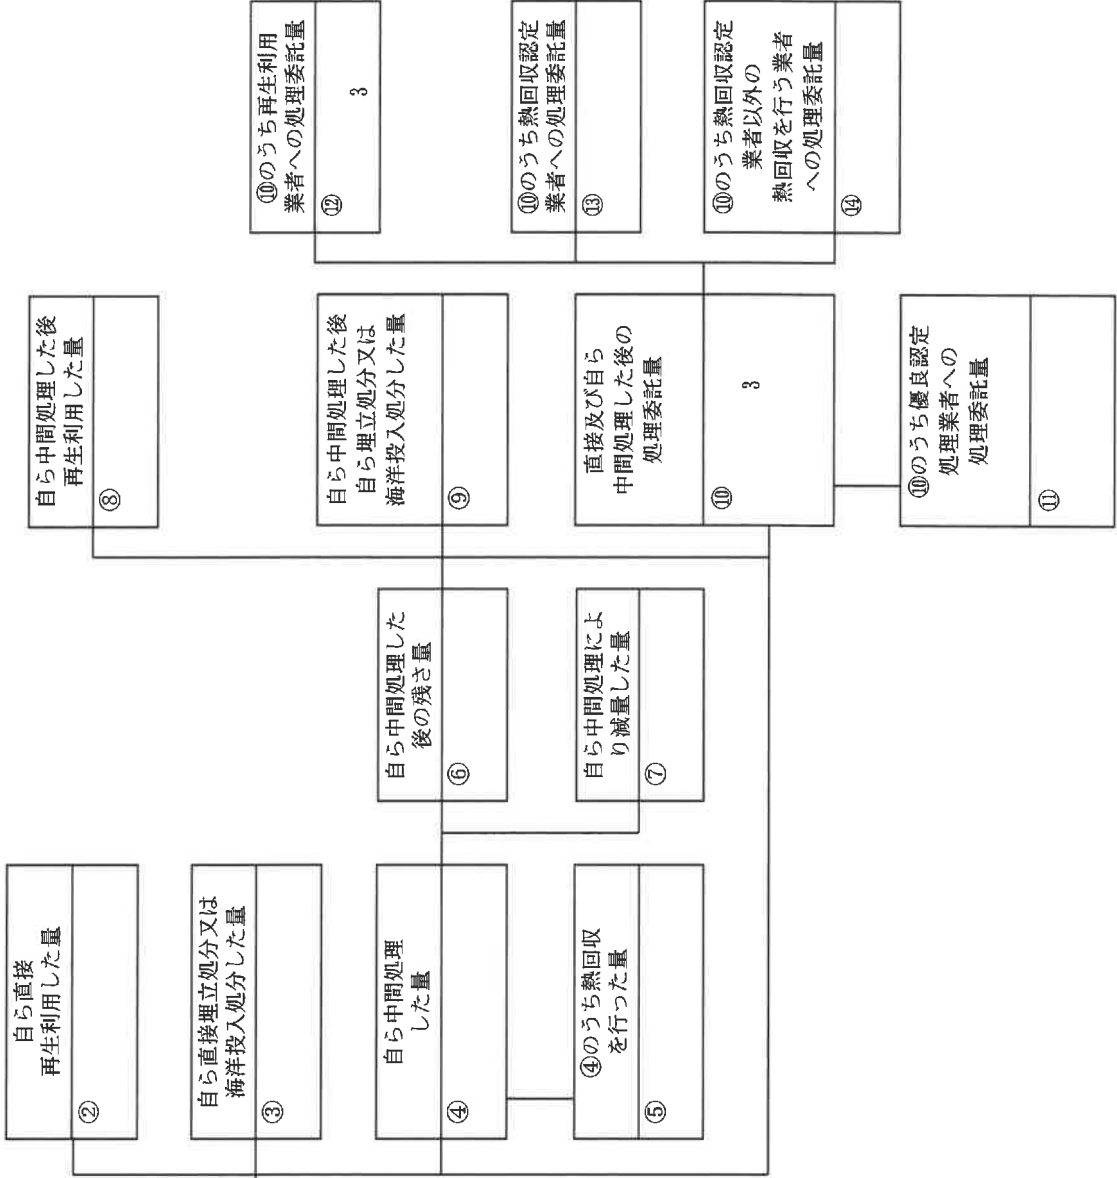 自ら直接
再生利用した量
②
自ら直接埋立処分又は
海洋投入処分した量
③
自ら中間処理
した量
④
④のうち熱回収
を行った量
⑤
自ら中間処理した
後の残さ量
⑥
自ら中間処理によ
り減量した量
⑦
自ら中間処理した後
再生利用した量
⑧
自ら中間処理した後
自ら埋立処分又は
海洋投入処分した量
⑨
直接及び自ら
中間処理した後の
処理委託量
⑩
3
⑩のうち優良認定
処理業者への
処理委託量
⑪
⑩のうち再生利用
業者への処理委託量
⑫
3
⑩のうち熱回収認定
業者への処理委託量
⑬
⑩のうち熱回収認定
業者以外の
熱回収を行う業者
への処理委託量
⑭